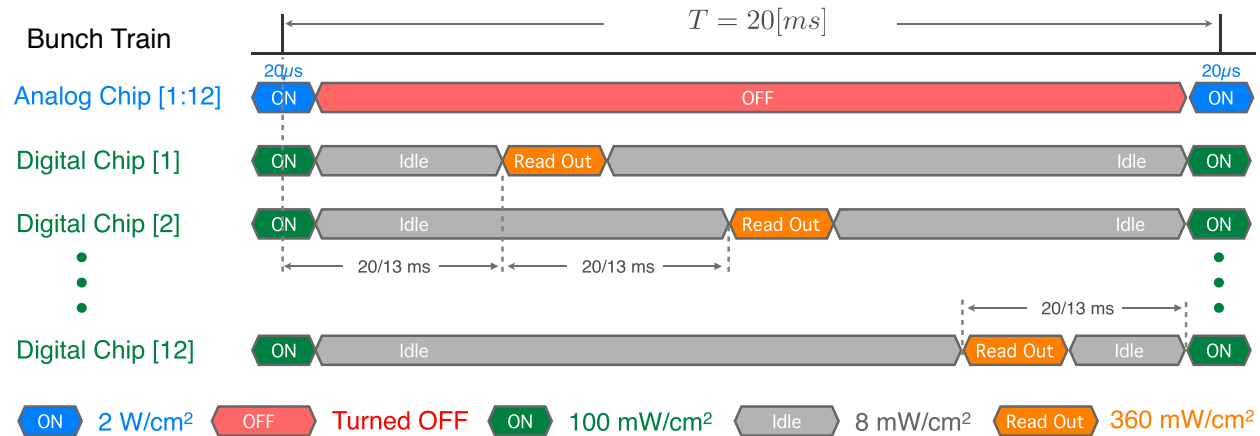 T = 20[ms]
Bunch Train
20μs 20μs
Analog Chip [1:12] ON OFF ON
Digital Chip [1] ON Idle Read Out Idle ON
Digital Chip [2] ON Idle Read Out Idle ON
20/13 ms 20/13 ms
20/13 ms
Digital Chip [12] ON Idle Read Out Idle ON
ON 2 W/cm² OFF Turned OFF ON 100 mW/cm² Idle 8 mW/cm² Read Out 360 mW/cm²